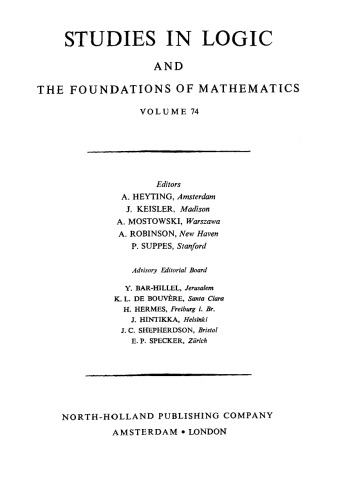 STUDIES IN LOGIC
AND
THE FOUNDATIONS OF MATHEMATICS
VOLUME 74
Editors
A. HEYTING, Amsterdam
J. KEISLER, Madison
A. MOSTOWSKI, Warszawa
A. ROBINSON, New Haven
P. SUPPES, Stanford
Advisory Editorial Board
Y. BAR-HILLEL, Jerusalem
K. L. DE BOUVÈRE, Santa Clara
H. HERMES, Freiburg i. Br.
J. HINTIKKA, Helsinki
J. C. SHEPHERDSON, Bristol
E. P. SPECKER, Zürich
NORTH-HOLLAND PUBLISHING COMPANY
AMSTERDAM • LONDON